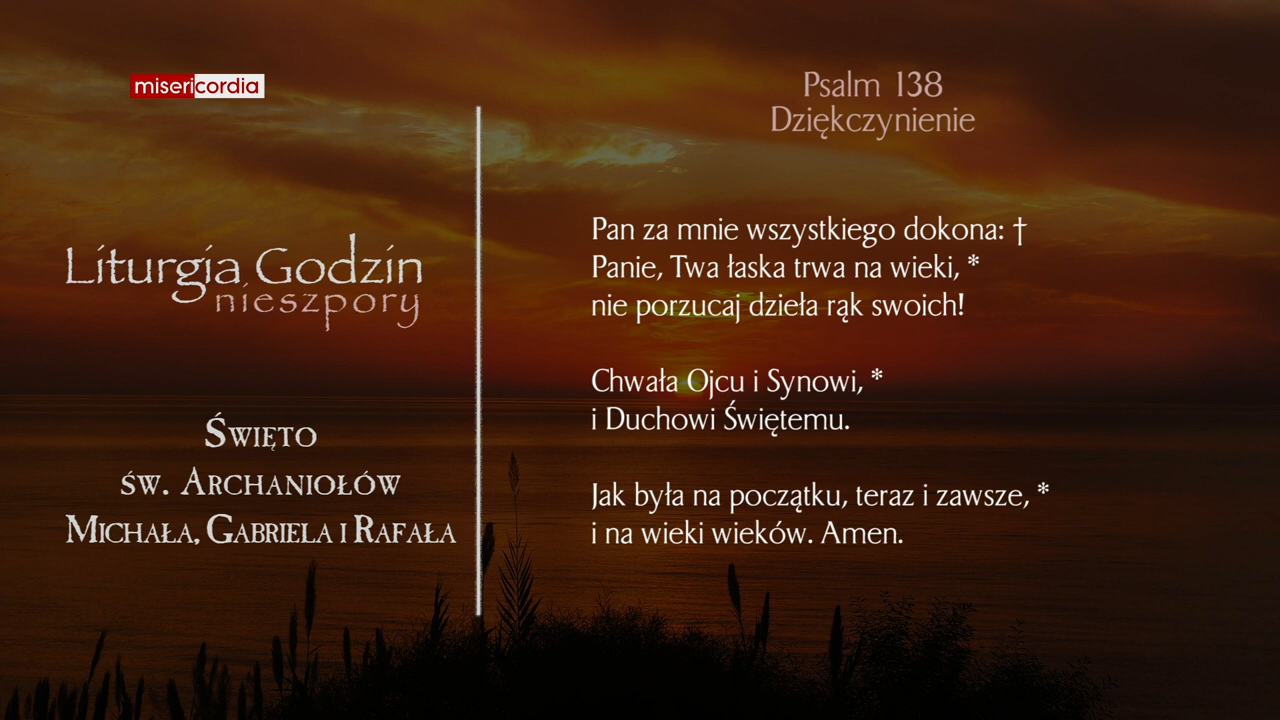 misericordia
Liturgia Godzin
nieszpory
Święto
św. Archaniołów
Michała, Gabriela i Rafała
Psalm 138
Dziękczynienie
Pan za mnie wszystkiego dokona: †
Panie, Twa łaska trwa na wieki, *
nie porzucaj dzieła rąk swoich!
Chwała Ojcu i Synowi, *
i Duchowi Świętemu.
Jak była na początku, teraz i zawsze, *
i na wieki wieków. Amen.